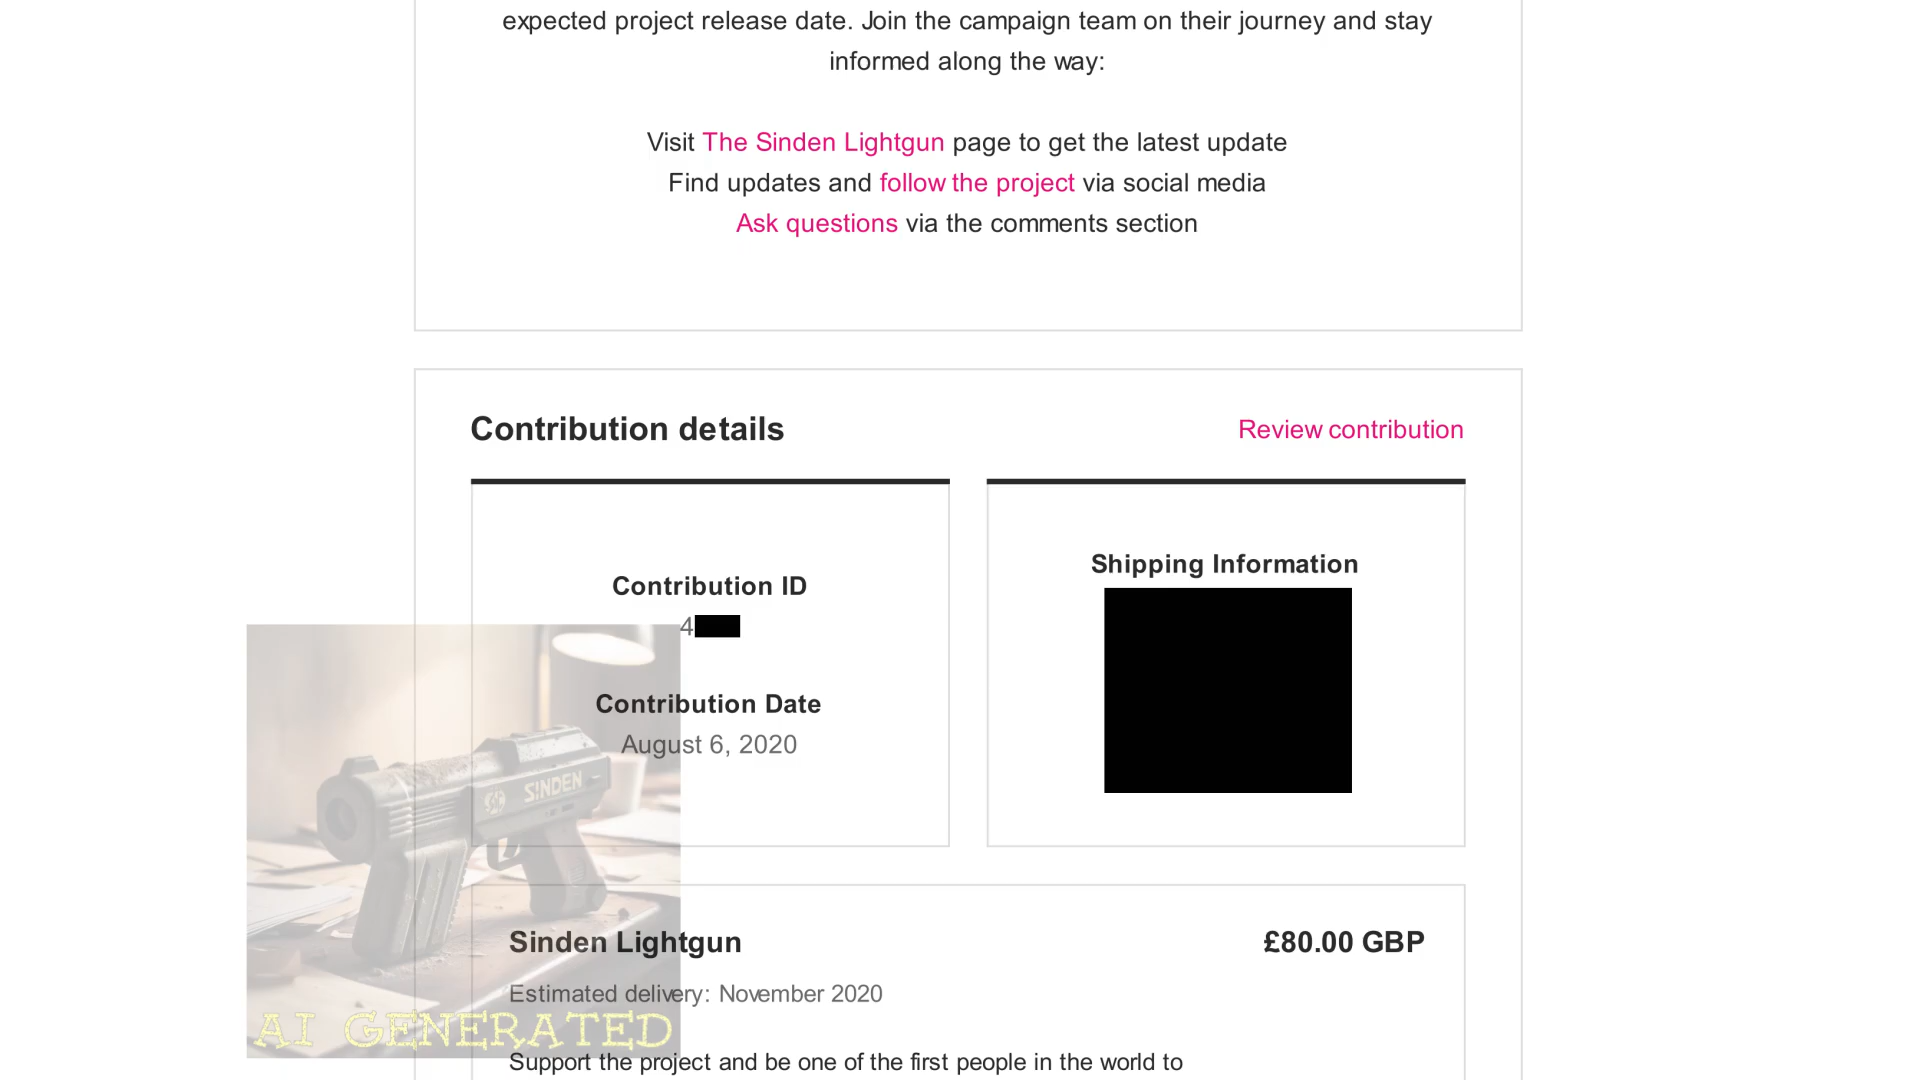 expected project release date. Join the campaign team on their journey and stay
informed along the way:
Visit The Sinden Lightgun page to get the latest update
Find updates and follow the project via social media
Ask questions via the comments section
Contribution details
Review contribution
Contribution ID
4
Contribution Date
August 6, 2020
Shipping Information
SINDEN
Sinden Lightgun
£80.00 GBP
Estimated delivery: November 2020
AI GENERATED
Support the project and be one of the first people in the world to